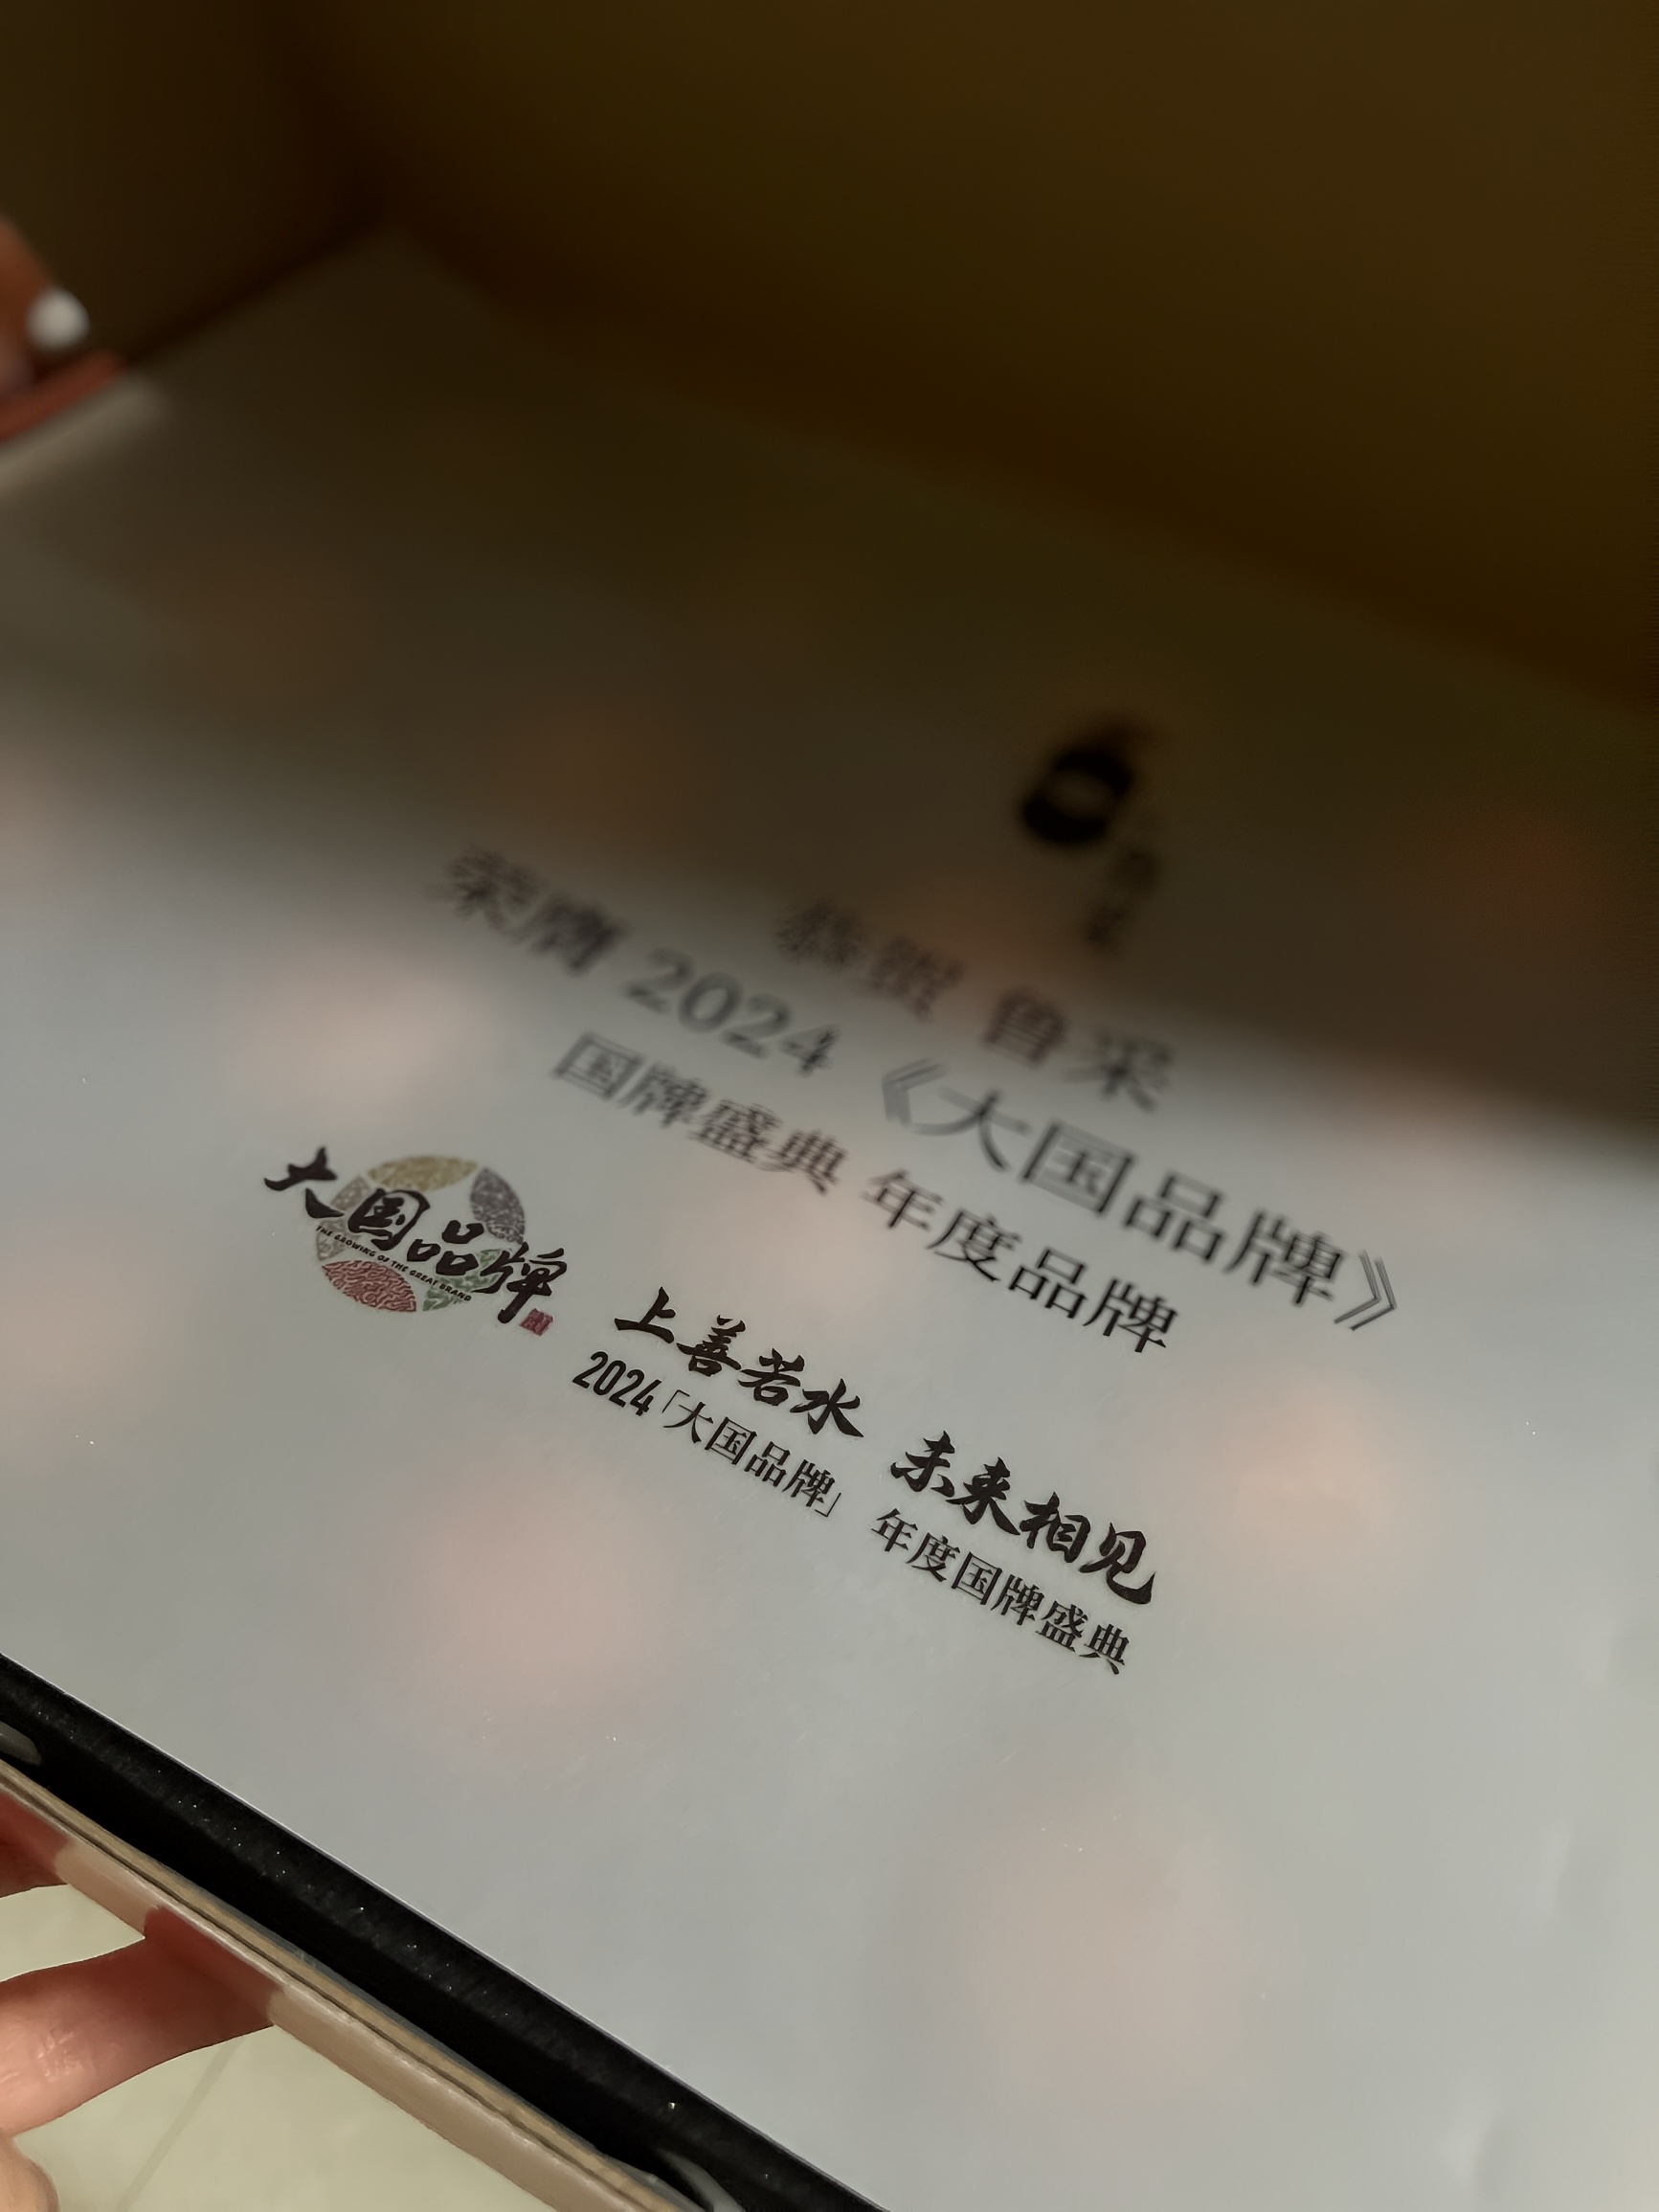 恭贺 鲁采
荣膺 2024《大国品牌》
国牌盛典 年度品牌
大国品牌
THE GROWING OF THE GREAT BRAND
上善若水 未来相见
2024「大国品牌」 年度国牌盛典